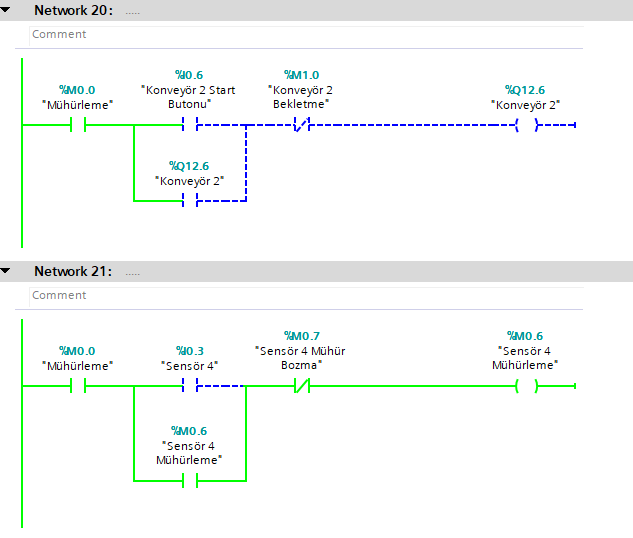 Network 20: .....
Comment
%M0.0
"Mühürleme"
%I0.6
"Konveyör 2 Start
Butonu"
%M1.0
"Konveyör 2
Bekletme"
%Q12.6
"Konveyör 2"
%Q12.6
"Konveyör 2"
Network 21: .....
Comment
%M0.0
"Mühürleme"
%I0.3
"Sensör 4"
%M0.7
"Sensör 4 Mühür
Bozma"
%M0.6
"Sensör 4
Mühürleme"
%M0.6
"Sensör 4
Mühürleme"